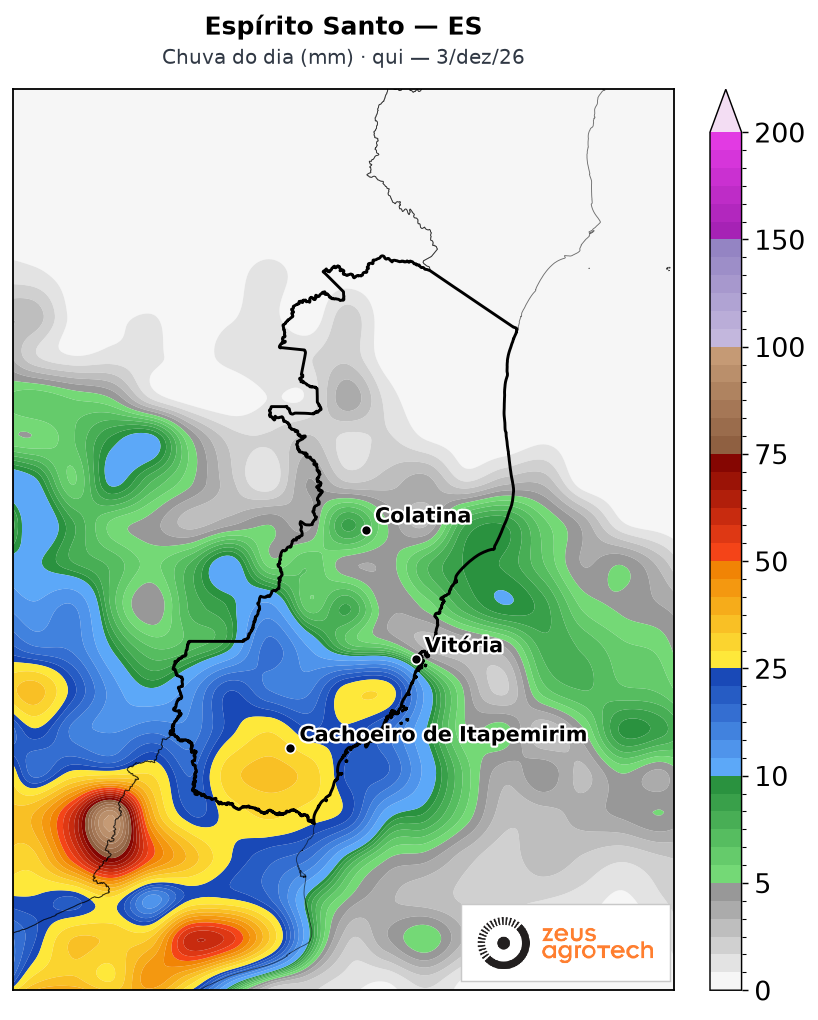 Espírito Santo — ES
Chuva do dia (mm) · qui — 3/dez/26
200
150
100
75
50
25
10
5
0
Colatina
Vitória
Cachoeiro de Itapemirim
zeus
agrotech